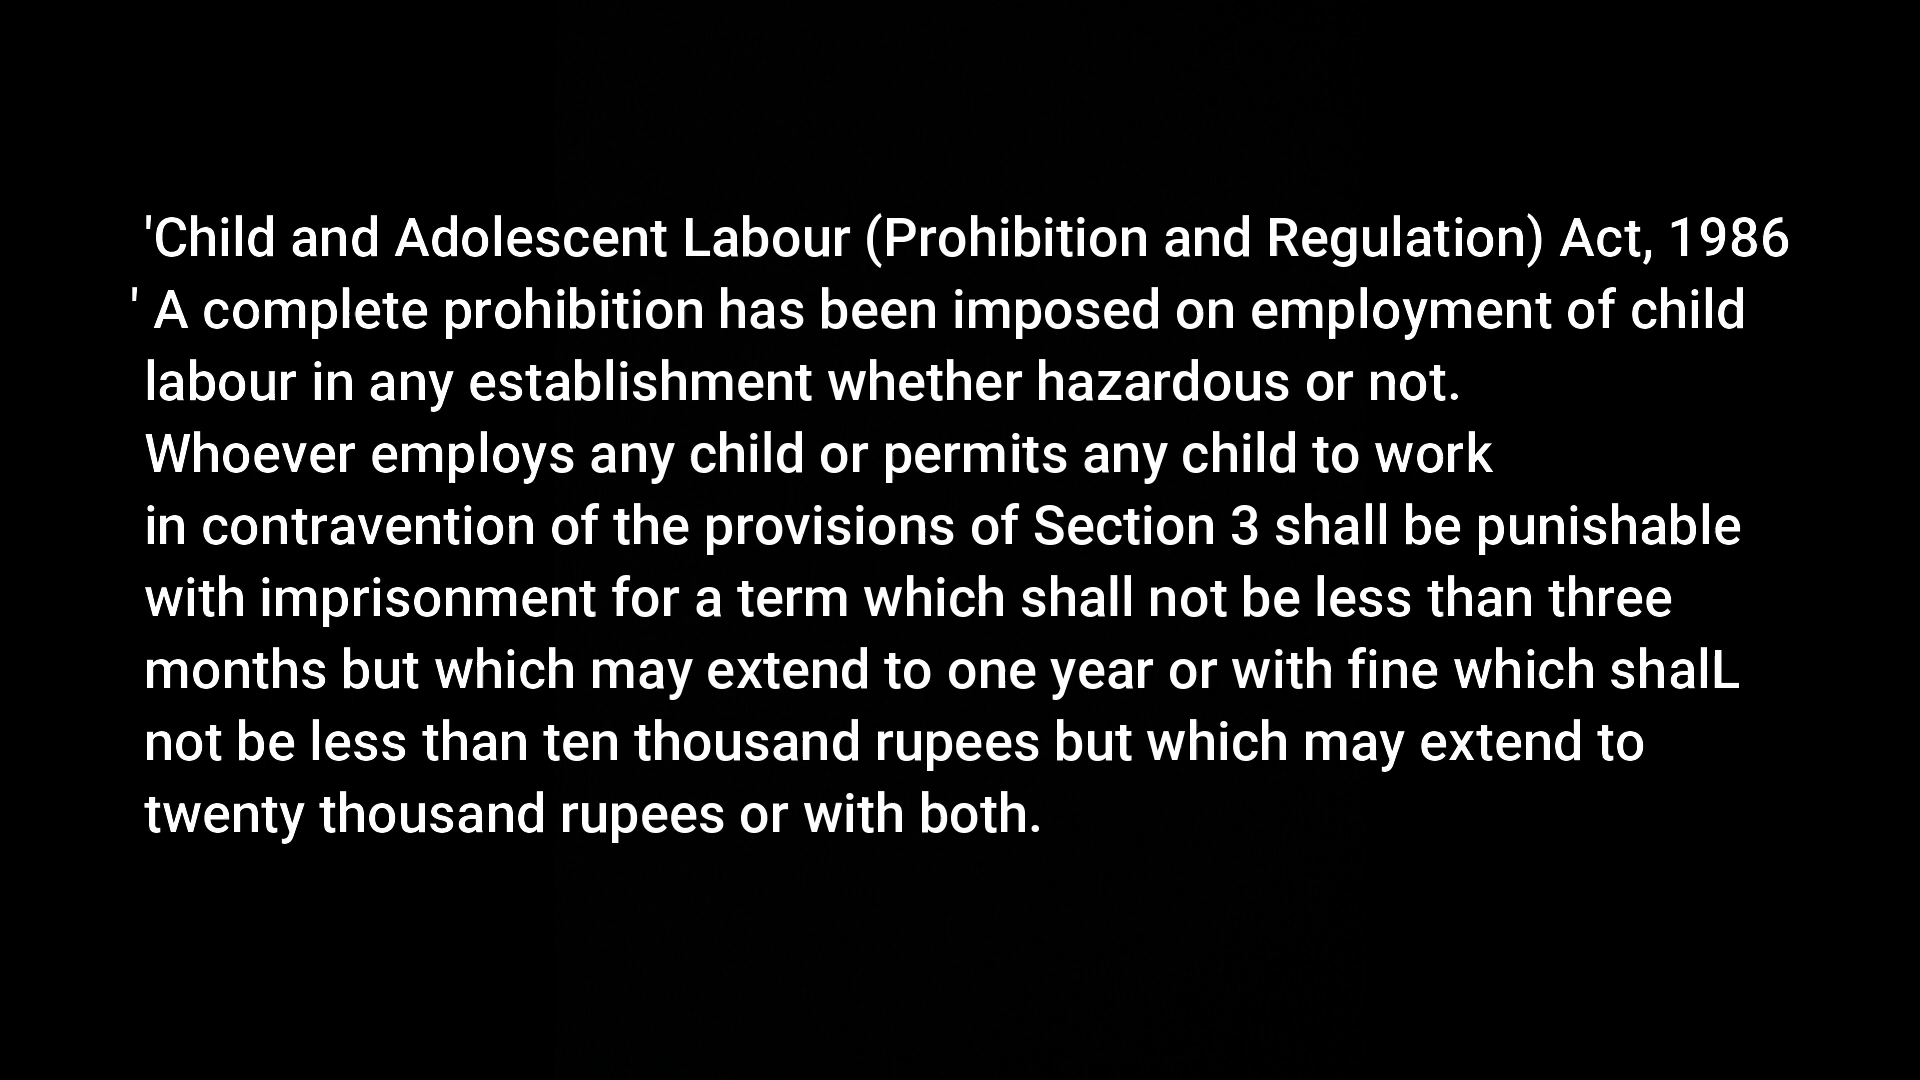 'Child and Adolescent Labour (Prohibition and Regulation) Act, 1986
' A complete prohibition has been imposed on employment of child
labour in any establishment whether hazardous or not.
Whoever employs any child or permits any child to work
in contravention of the provisions of Section 3 shall be punishable
with imprisonment for a term which shall not be less than three
months but which may extend to one year or with fine which shalL
not be less than ten thousand rupees but which may extend to
twenty thousand rupees or with both.